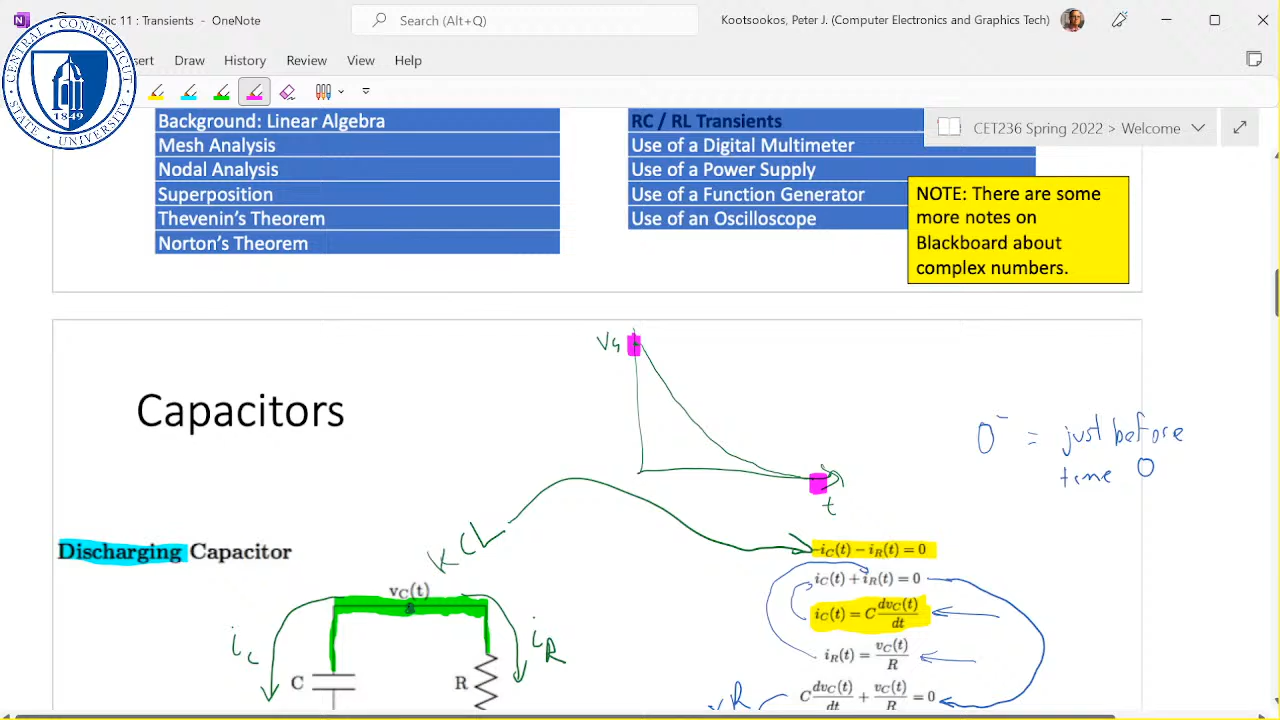 Topic 11 : Transients - OneNote
Search (Alt+Q)
Kootsookos, Peter J. (Computer Electronics and Graphics Tech)
CENTRAL CONNECTICUT STATE UNIVERSITY
1849
Draw
History
Review
View
Help
Background: Linear Algebra
Mesh Analysis
Nodal Analysis
Superposition
Thevenin's Theorem
Norton's Theorem
RC / RL Transients
Use of a Digital Multimeter
Use of a Power Supply
Use of a Function Generator
Use of an Oscilloscope
CET236 Spring 2022 > Welcome
NOTE: There are some
more notes on
Blackboard about
complex numbers.
Capacitors
t
0⁻ = just before
time 0
Discharging Capacitor
KCL
v_C(t)
i_C
i_R
C
R
-i_C(t) − i_R(t) = 0
i_C(t) + i_R(t) = 0
i_C(t) = C dv_C(t)/dt
i_R(t) = v_C(t)/R
C dv_C(t)/dt + v_C(t)/R = 0